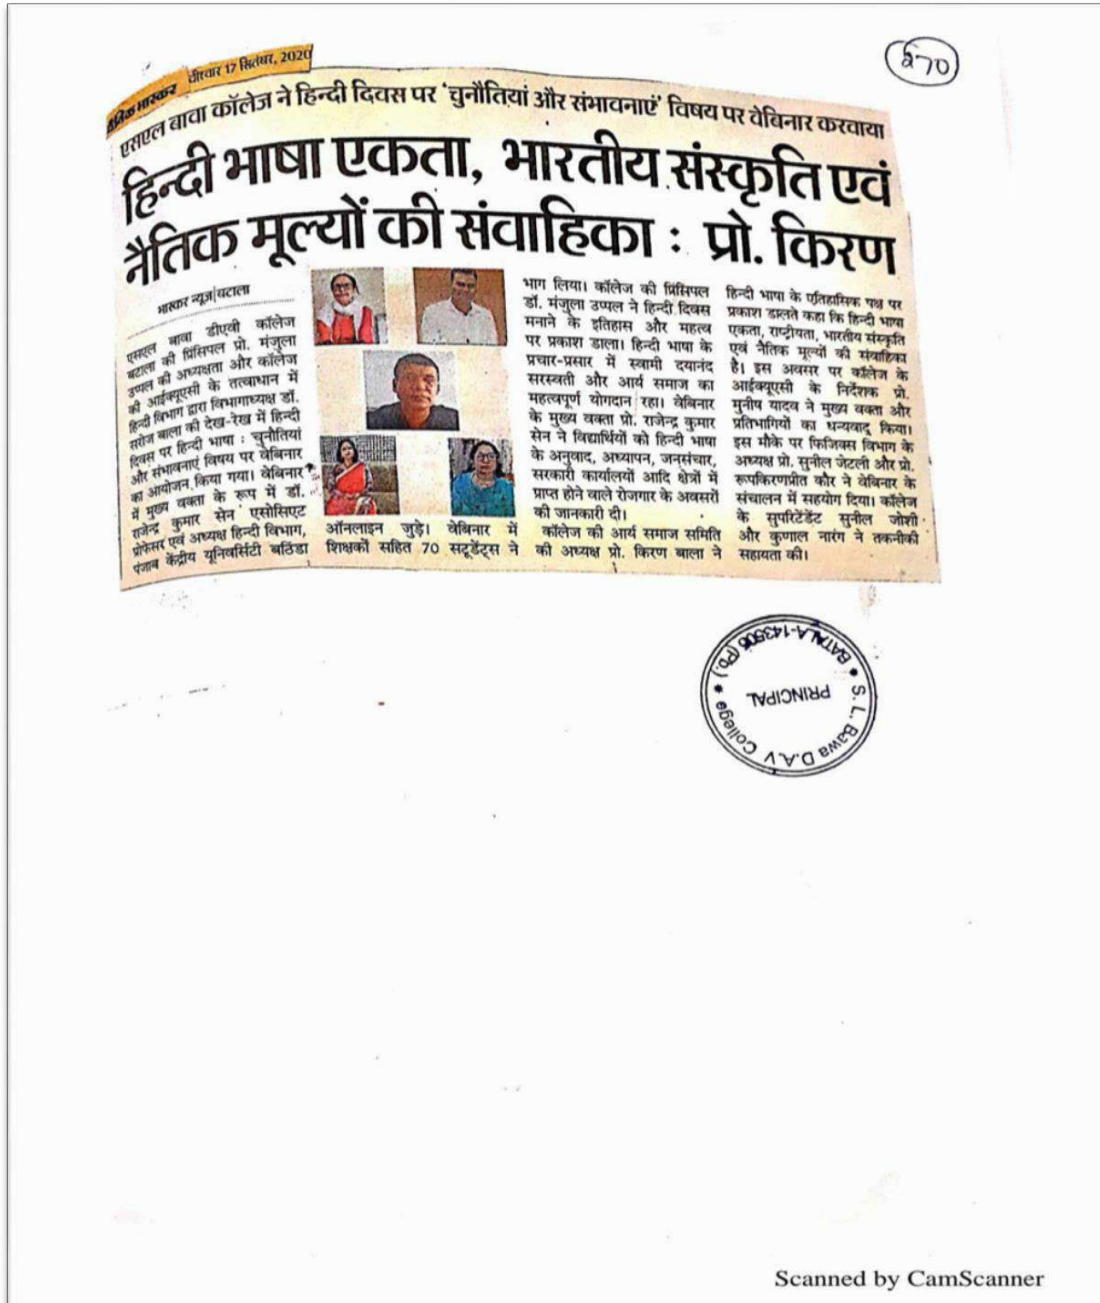 270
दैनिक भास्कर वीरवार 17 सितंबर, 2020
एसएल बावा कॉलेज ने हिन्दी दिवस पर 'चुनौतियां और संभावनाएं' विषय पर वेबिनार करवाया
हिन्दी भाषा एकता, भारतीय संस्कृति एवं
नैतिक मूल्यों की संवाहिका : प्रो. किरण
भास्कर न्यूज|बटाला
एसएल बावा डीएवी कॉलेज
बटाला की प्रिंसिपल प्रो. मंजुला
उप्पल की अध्यक्षता और कॉलेज
की आईक्यूएसी के तत्वाधान में
हिन्दी विभाग द्वारा विभागाध्यक्ष डॉ.
सरोज बाला की देख-रेख में हिन्दी
दिवस पर हिन्दी भाषा : चुनौतियां
और संभावनाएं विषय पर वेबिनार
का आयोजन किया गया। वेबिनार
में मुख्य वक्ता के रूप में डॉ.
राजेन्द्र कुमार सेन एसोसिएट
प्रोफेसर एवं अध्यक्ष हिन्दी विभाग,
पंजाब केंद्रीय यूनिवर्सिटी बठिंडा
ऑनलाइन जुड़े। वेबिनार में
शिक्षकों सहित 70 सटूडेंट्स ने
भाग लिया। कॉलेज की प्रिंसिपल
डॉ. मंजुला उप्पल ने हिन्दी दिवस
मनाने के इतिहास और महत्व
पर प्रकाश डाला। हिन्दी भाषा के
प्रचार-प्रसार में स्वामी दयानंद
सरस्वती और आर्य समाज का
महत्वपूर्ण योगदान रहा। वेबिनार
के मुख्य वक्ता प्रो. राजेन्द्र कुमार
सेन ने विद्यार्थियों को हिन्दी भाषा
के अनुवाद, अध्यापन, जनसंचार,
सरकारी कार्यालयों आदि क्षेत्रों में
प्राप्त होने वाले रोजगार के अवसरों
की जानकारी दी।
कॉलेज की आर्य समाज समिति
की अध्यक्ष प्रो. किरण बाला ने
हिन्दी भाषा के एतिहासिक पक्ष पर
प्रकाश डालते कहा कि हिन्दी भाषा
एकता, राष्ट्रीयता, भारतीय संस्कृति
एवं नैतिक मूल्यों की संवाहिका
है। इस अवसर पर कॉलेज के
आईक्यूएसी के निर्देशक प्रो.
मुनीष यादव ने मुख्य वक्ता और
प्रतिभागियों का धन्यवाद किया।
इस मौके पर फिजिक्स विभाग के
अध्यक्ष प्रो. सुनील जेटली और प्रो.
रूपकिरणप्रीत कौर ने वेबिनार के
संचालन में सहयोग दिया। कॉलेज
के सुपरिटेंडेंट सुनील जोशी
और कुणाल नारंग ने तकनीकी
सहायता की।
S. L. Bawa D.A.V College
BATALA-143505 (Pb.)
PRINCIPAL
Scanned by CamScanner